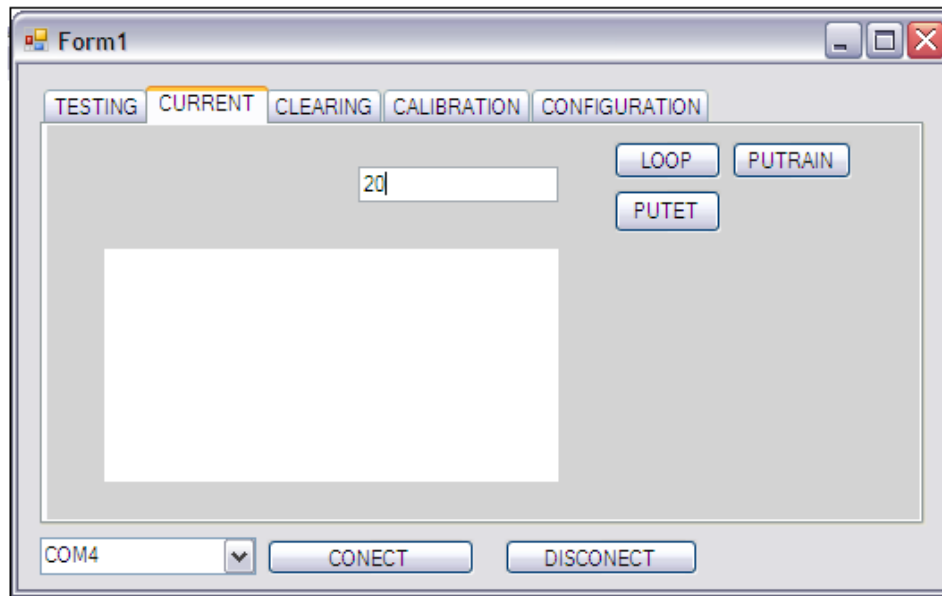 Form1
TESTING CURRENT CLEARING CALIBRATION CONFIGURATION
LOOP PUTRAIN
20
PUTET
COM4 CONECT DISCONECT